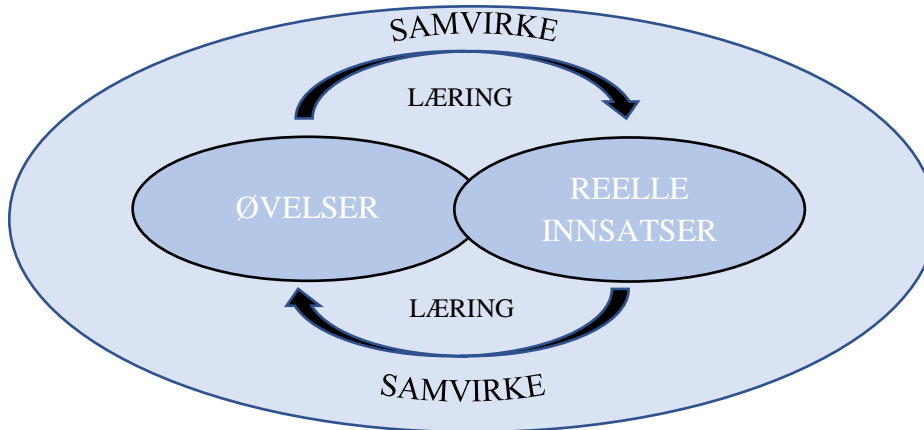 SAMVIRKE
LÆRING
ØVELSER
REELLE
INNSATSER
LÆRING
SAMVIRKE